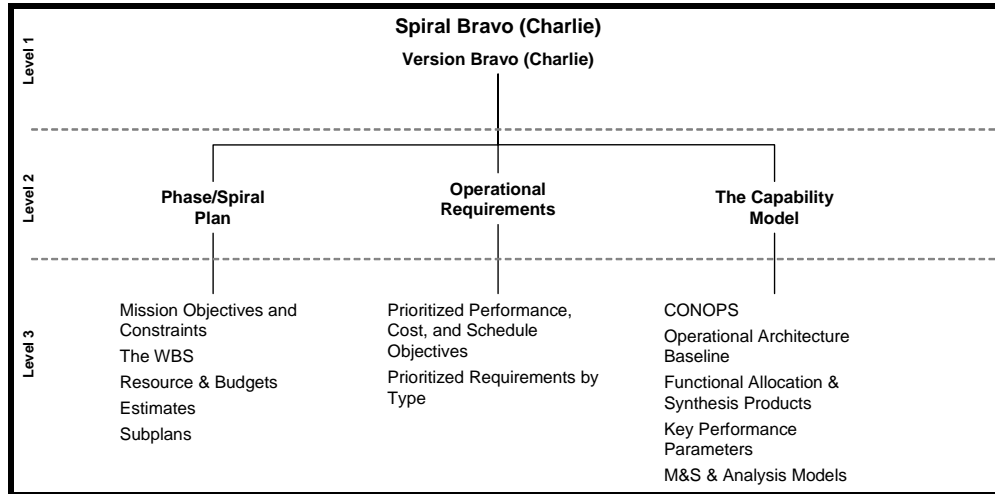 Spiral Bravo (Charlie)
Version Bravo (Charlie)
Level 1
Level 2
Phase/Spiral
Plan
Operational
Requirements
The Capability
Model
Level 3
Mission Objectives and
Constraints
The WBS
Resource & Budgets
Estimates
Subplans
Prioritized Performance,
Cost, and Schedule
Objectives
Prioritized Requirements by
Type
CONOPS
Operational Architecture
Baseline
Functional Allocation &
Synthesis Products
Key Performance
Parameters
M&S & Analysis Models